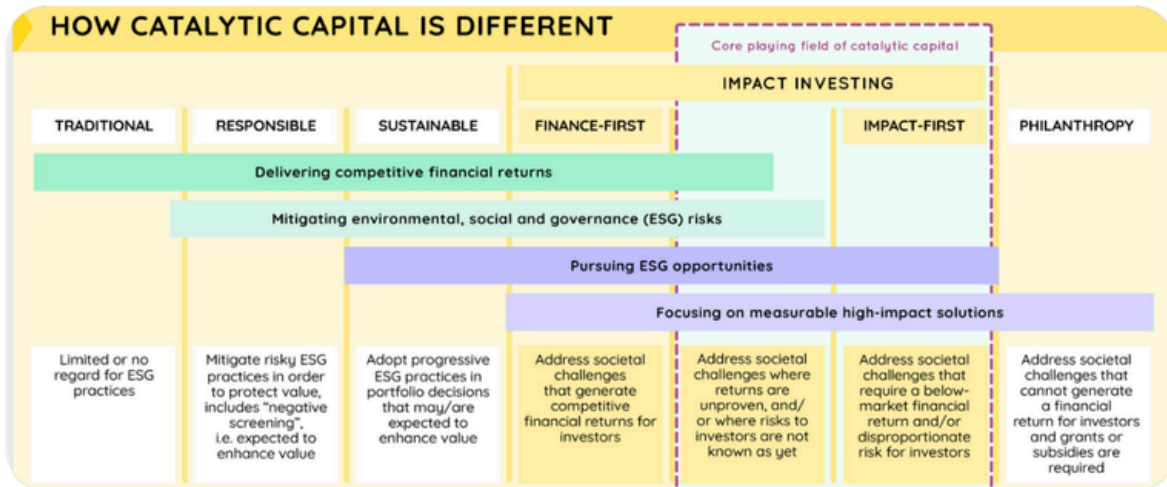 HOW CATALYTIC CAPITAL IS DIFFERENT
Core playing field of catalytic capital
IMPACT INVESTING
TRADITIONAL
RESPONSIBLE
SUSTAINABLE
FINANCE-FIRST
IMPACT-FIRST
PHILANTHROPY
Delivering competitive financial returns
Mitigating environmental, social and governance (ESG) risks
Pursuing ESG opportunities
Focusing on measurable high-impact solutions
Limited or no
regard for ESG
practices
Mitigate risky ESG
practices in order
to protect value,
includes “negative
screening”,
i.e. expected to
enhance value
Adopt progressive
ESG practices in
portfolio decisions
that may/are
expected to
enhance value
Address societal
challenges
that generate
competitive
financial returns for
investors
Address societal
challenges where
returns are
unproven, and/
or where risks to
investors are not
known as yet
Address societal
challenges that
require a below-
market financial
return and/or
disproportionate
risk for investors
Address societal
challenges that
cannot generate
a financial
return for investors
and grants or
subsidies are
required